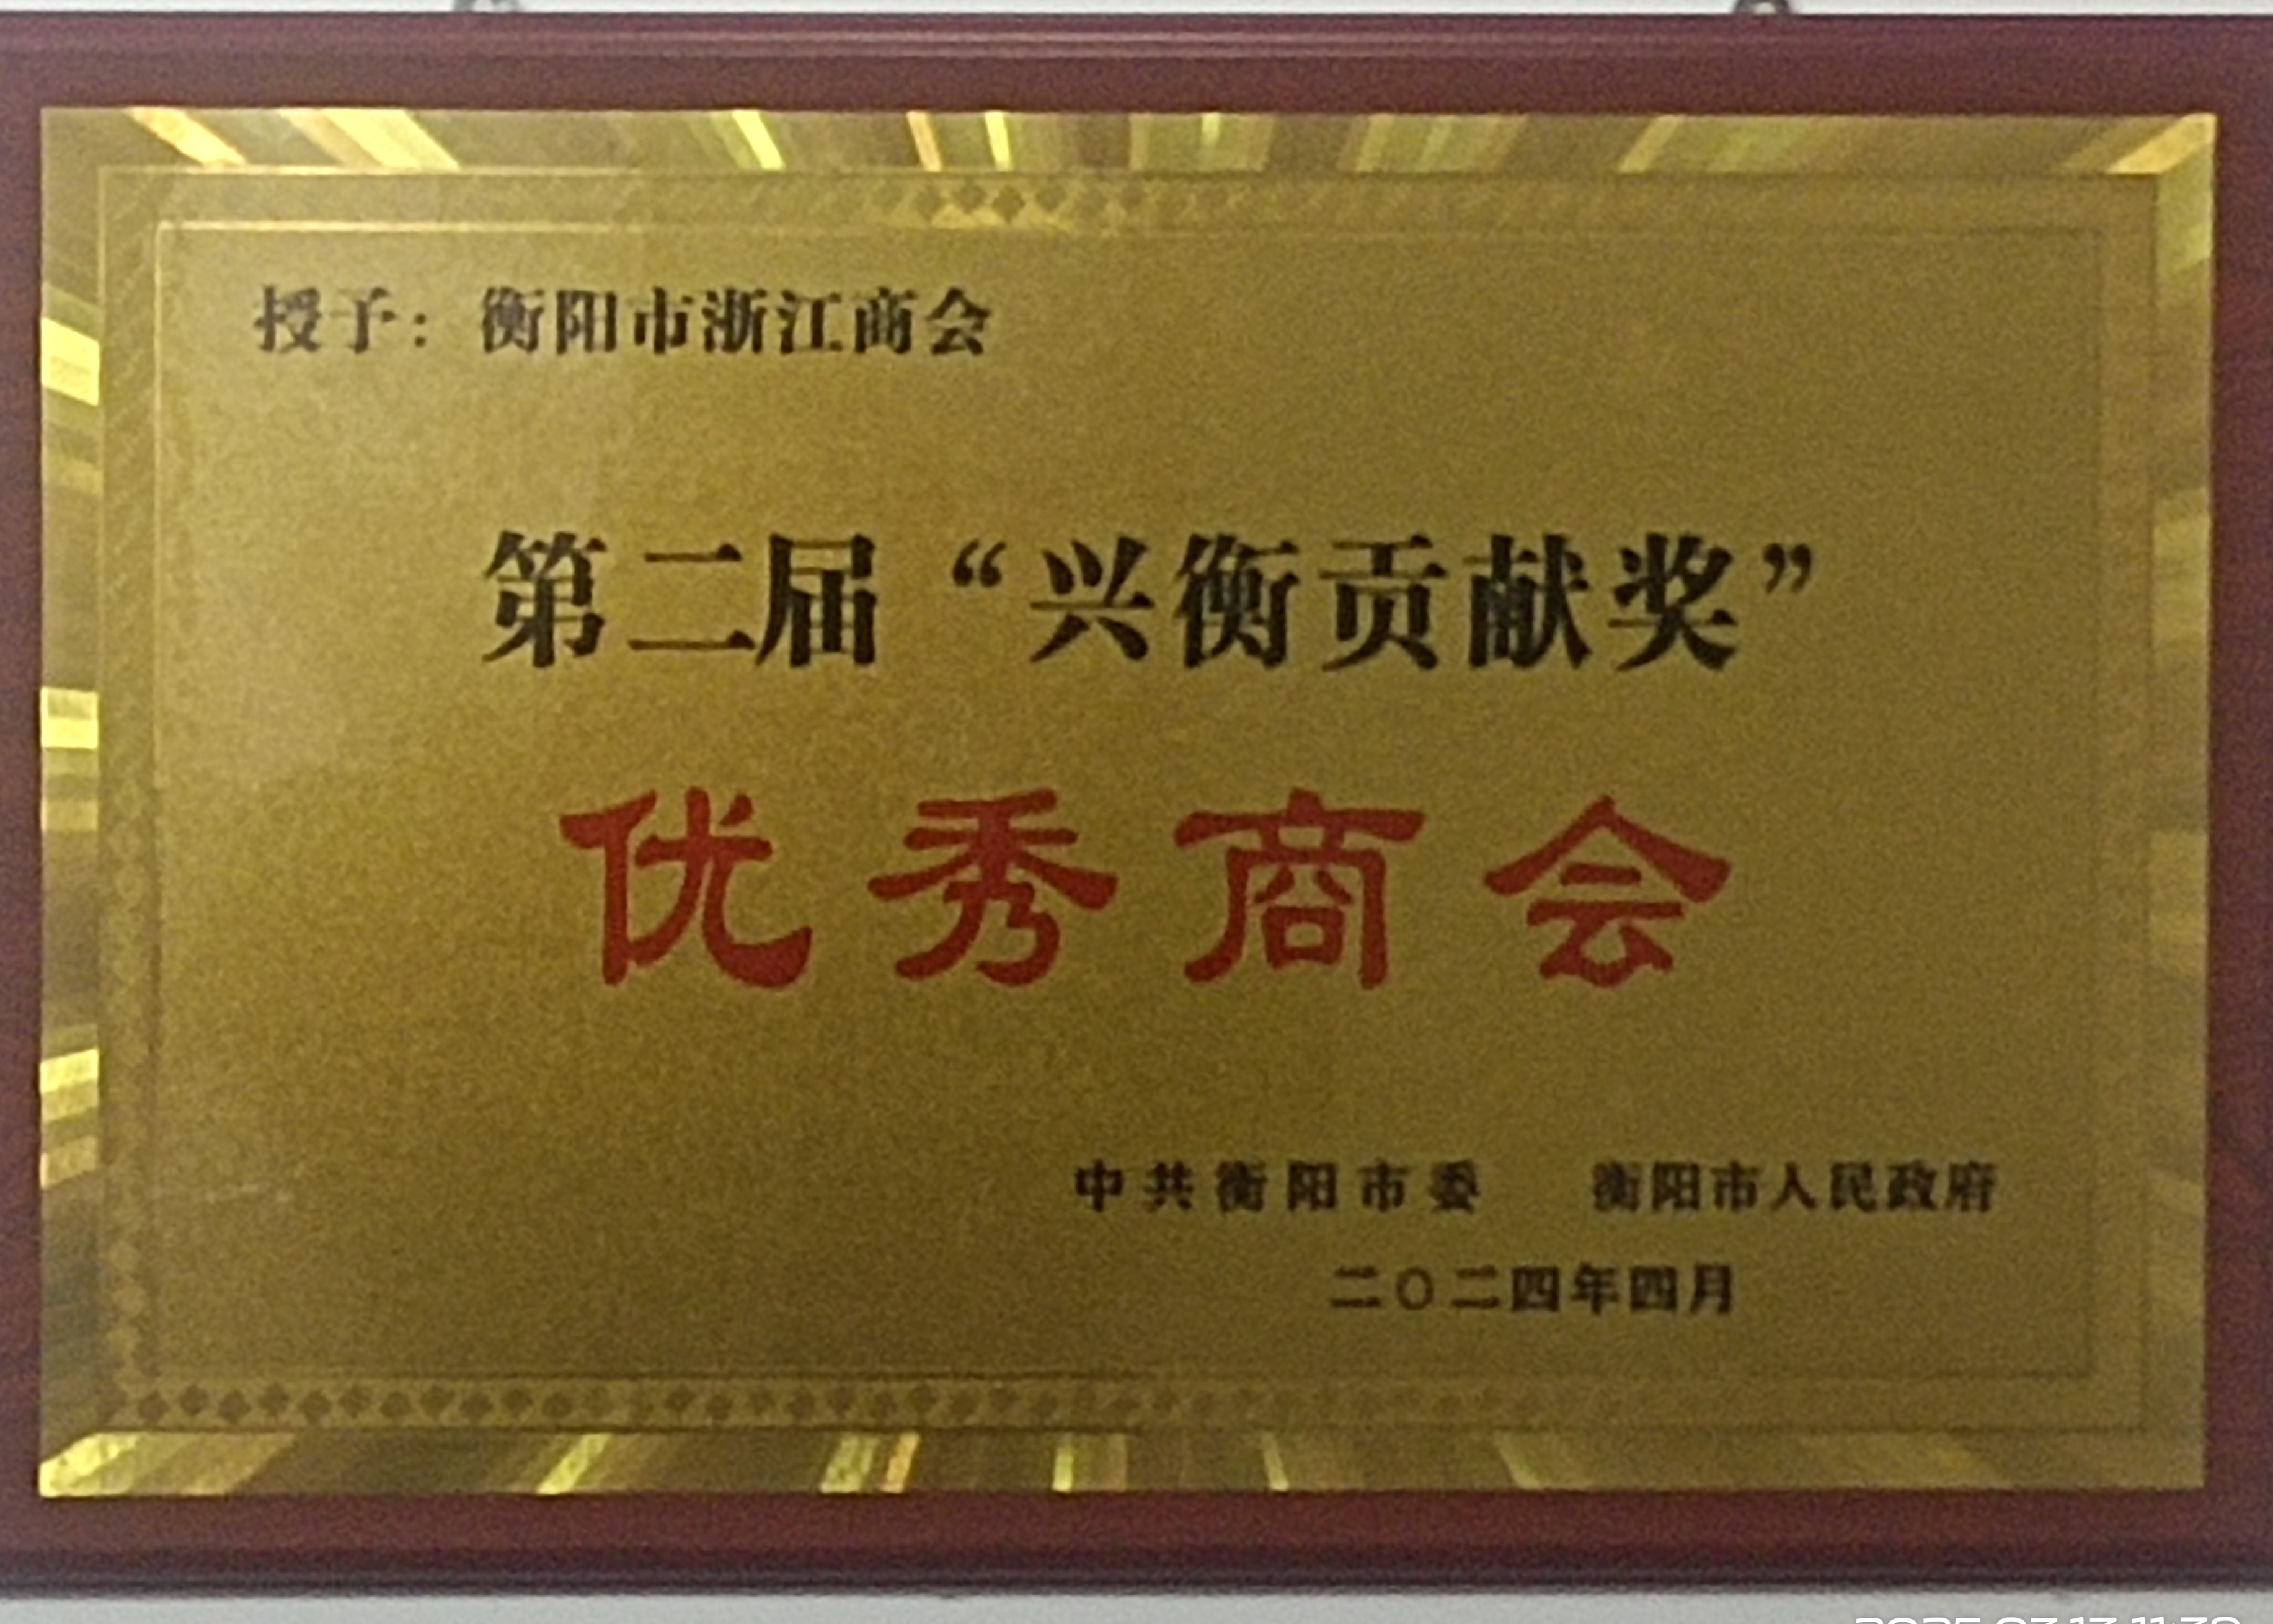 授予：衡阳市浙江商会
第二届“兴衡贡献奖”
优秀商会
中共衡阳市委 衡阳市人民政府
二〇二四年四月